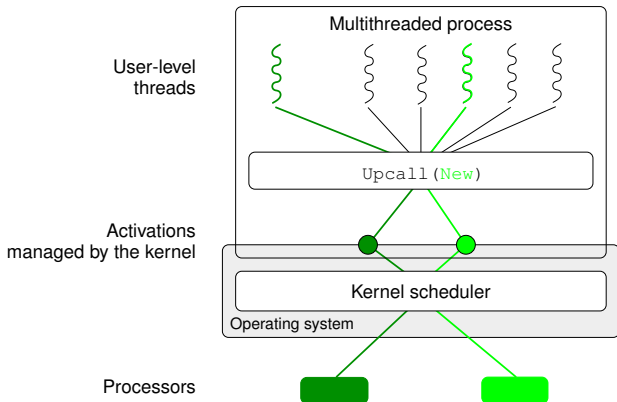 Multithreaded process
User-level
threads
Upcall(New)
Activations
managed by the kernel
Kernel scheduler
Operating system
Processors